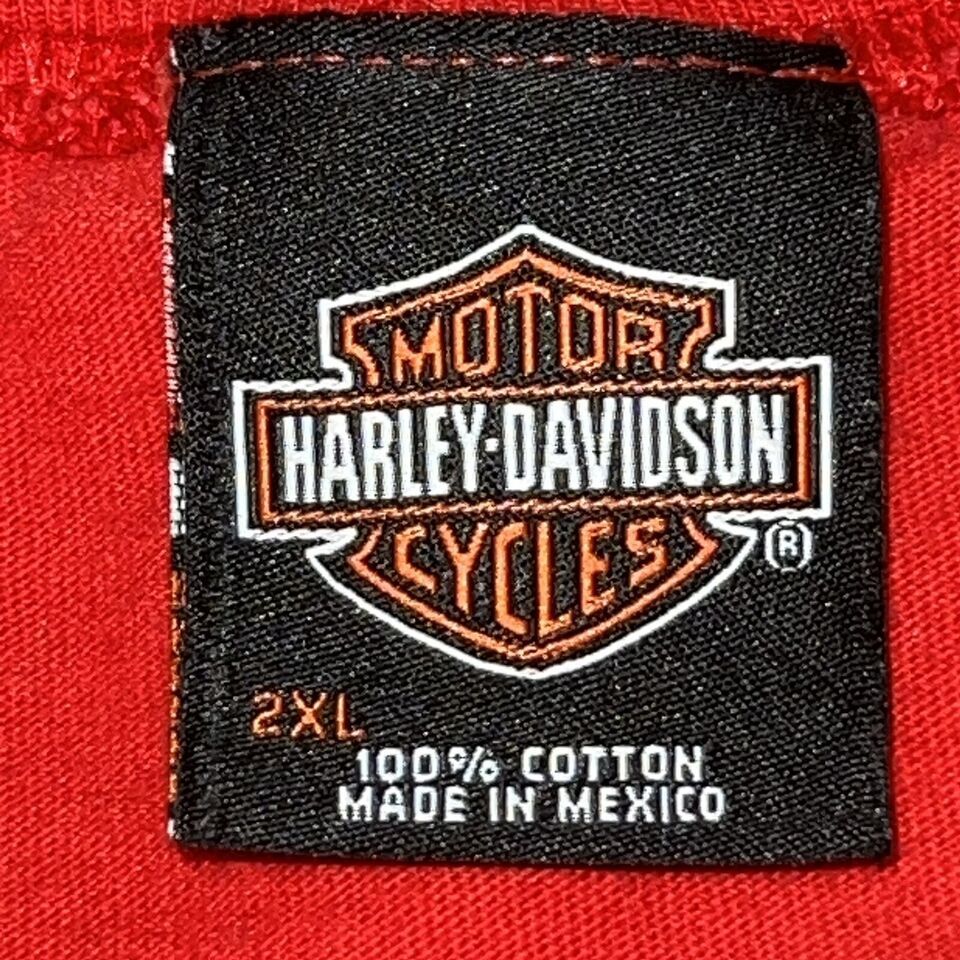 MOTOR
HARLEY-DAVIDSON
CYCLES ®
2XL
100% COTTON
MADE IN MEXICO